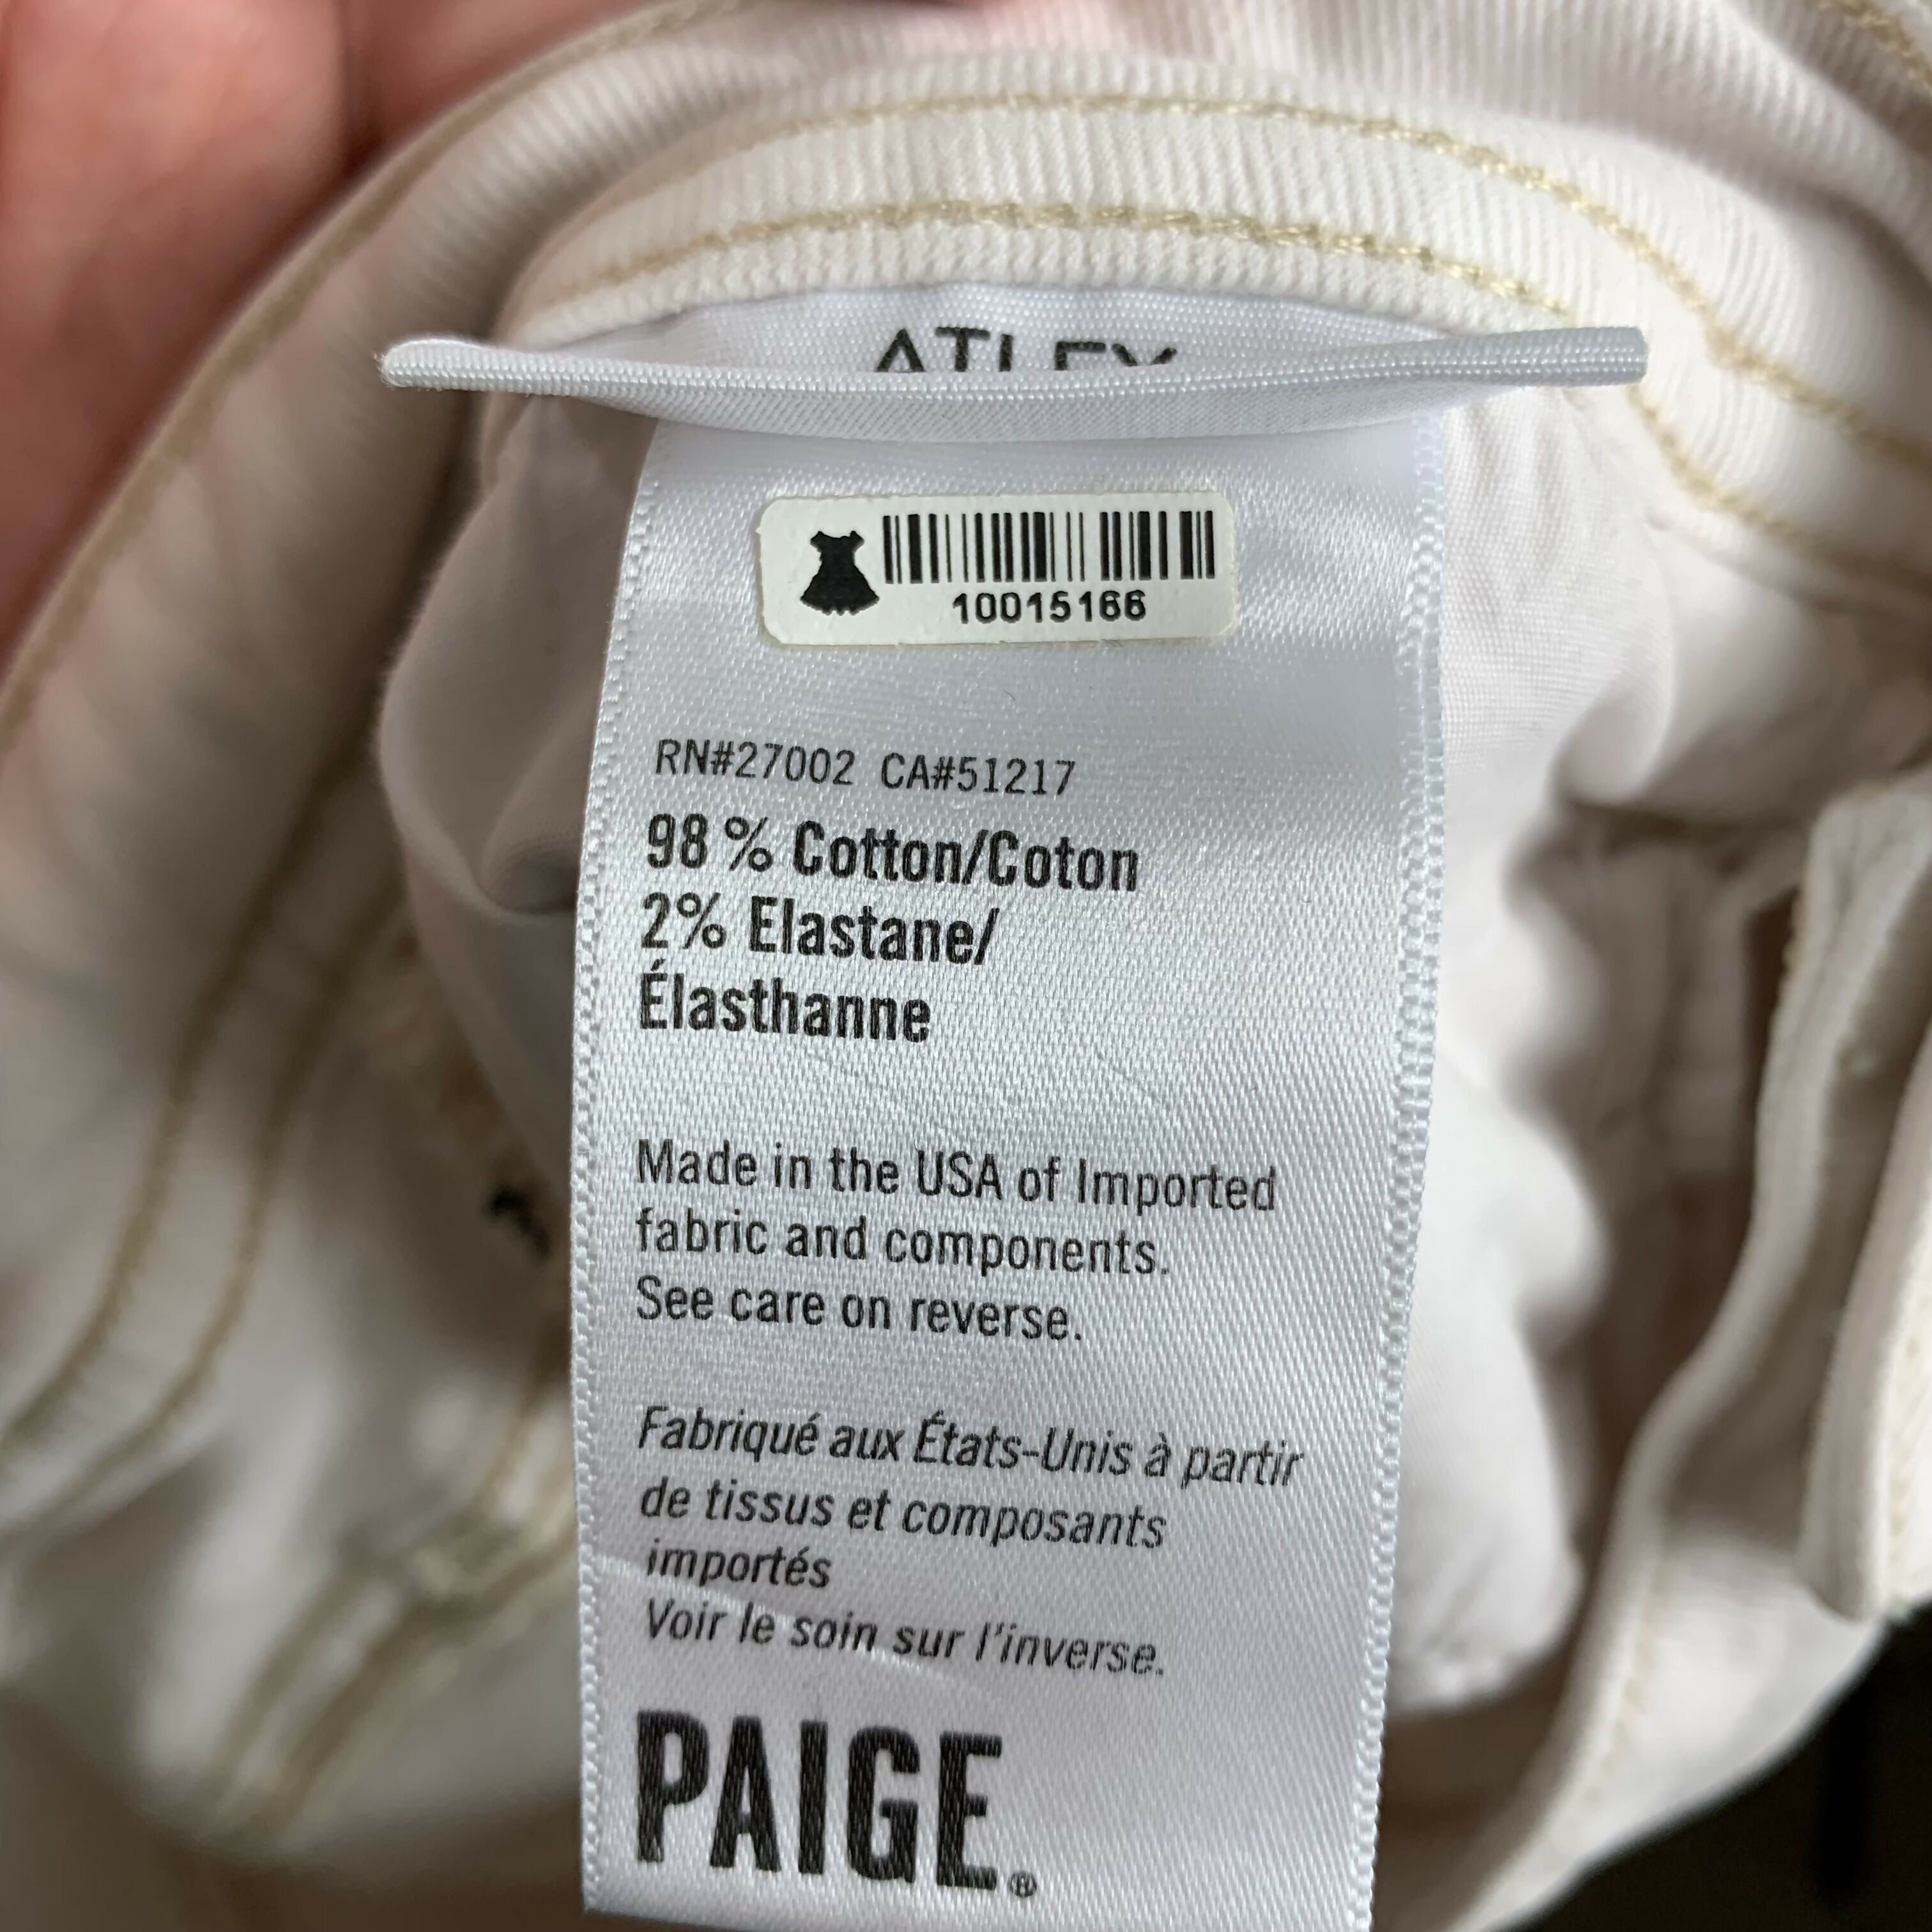 ATLEY
10015166
RN#27002 CA#51217
98% Cotton/Coton
2% Elastane/
Élasthanne
Made in the USA of Imported
fabric and components.
See care on reverse.
Fabriqué aux États-Unis à partir
de tissus et composants
importés
Voir le soin sur l'inverse.
PAIGE®